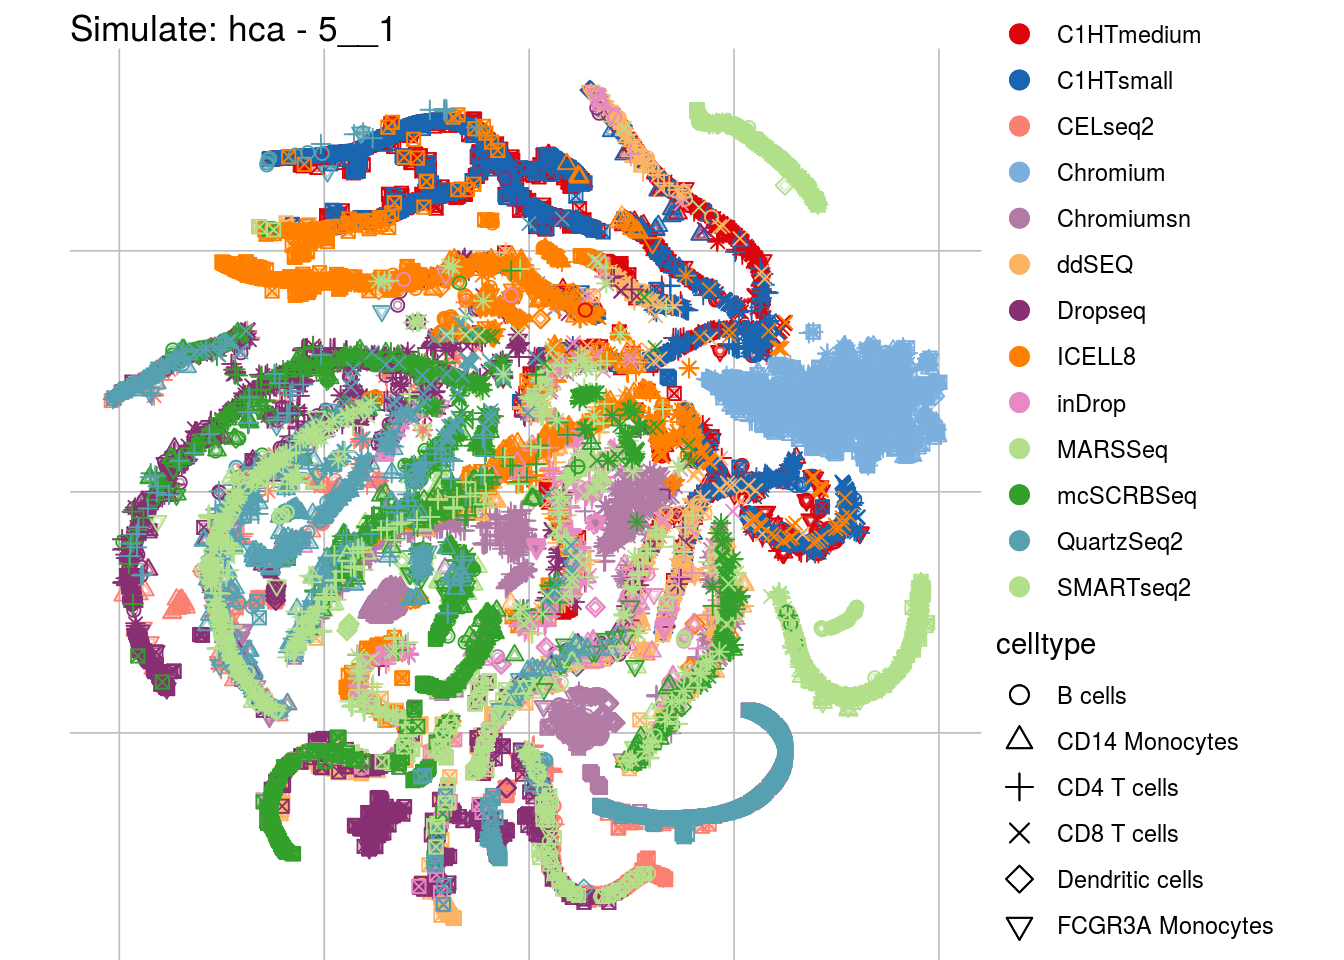 Simulate: hca - 5__1
C1HTmedium
C1HTsmall
CELseq2
Chromium
Chromiumsn
ddSEQ
Dropseq
ICELL8
inDrop
MARSSeq
mcSCRBSeq
QuartzSeq2
SMARTseq2
celltype
B cells
CD14 Monocytes
CD4 T cells
CD8 T cells
Dendritic cells
FCGR3A Monocytes